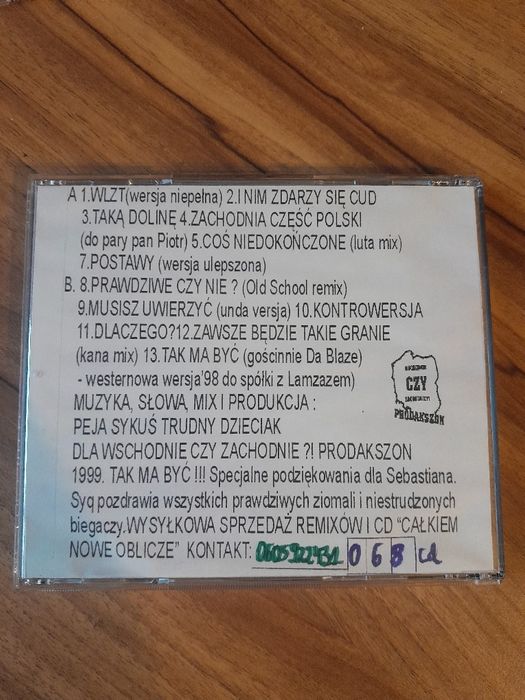 A 1.WLZT(wersja niepełna) 2.I NIM ZDARZY SIĘ CUD
3.TAKĄ DOLINĘ 4.ZACHODNIA CZĘŚĆ POLSKI
(do pary pan Piotr) 5.COŚ NIEDOKOŃCZONE (luta mix)
7.POSTAWY (wersja ulepszona)
B. 8.PRAWDZIWE CZY NIE ? (Old School remix)
9.MUSISZ UWIERZYĆ (unda versja) 10.KONTROWERSJA
11.DLACZEGO?12.ZAWSZE BĘDZIE TAKIE GRANIE
(kana mix) 13.TAK MA BYĆ (gościnnie Da Blaze)
- westernowa wersja'98 do spółki z Lamzazem)
MUZYKA, SŁOWA, MIX I PRODUKCJA :
PEJA SYKUŚ TRUDNY DZIECIAK
DLA WSCHODNIE CZY ZACHODNIE ?! PRODAKSZON
1999. TAK MA BYĆ !!! Specjalne podziękowania dla Sebastiana.
Syq pozdrawia wszystkich prawdziwych ziomali i niestrudzonych
biegaczy.WYSYŁKOWA SPRZEDAŻ REMIXÓW I CD "CAŁKIEM
NOWE OBLICZE" KONTAKT: 0605922431 068 cd
CZY
PRODAKSZON